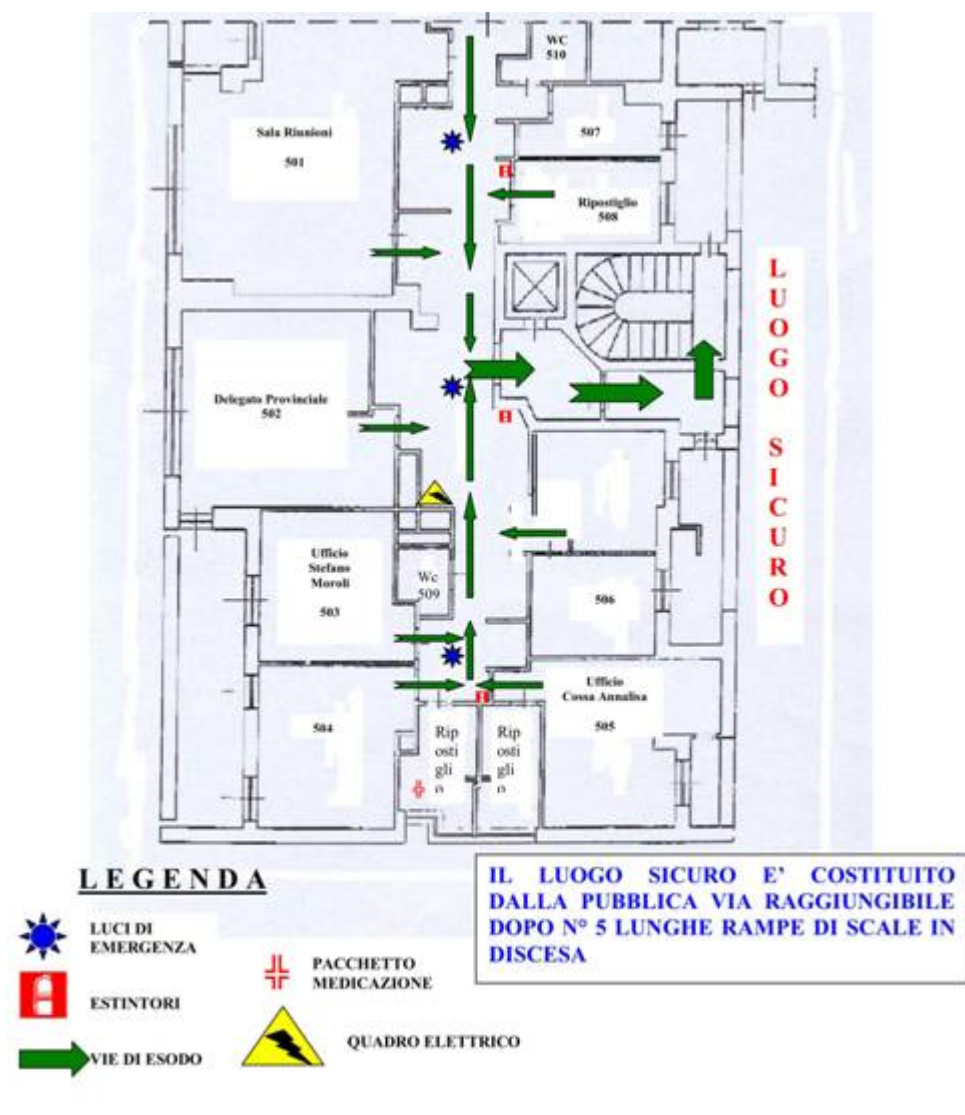 WC
510
507
Sala Riunioni
501
Ripostiglio
508
LUOGO SICURO
Delegato Provinciale
502
Ufficio
Stefano
Moroli
503
Wc
509
506
Ufficio
Cossa Annalisa
505
504
Rip
osti
gli
o
Rip
osti
gli
o
LEGENDA
LUCI DI
EMERGENZA
ESTINTORI
VIE DI ESODO
PACCHETTO
MEDICAZIONE
QUADRO ELETTRICO
IL LUOGO SICURO E' COSTITUITO
DALLA PUBBLICA VIA RAGGIUNGIBILE
DOPO N° 5 LUNGHE RAMPE DI SCALE IN
DISCESA